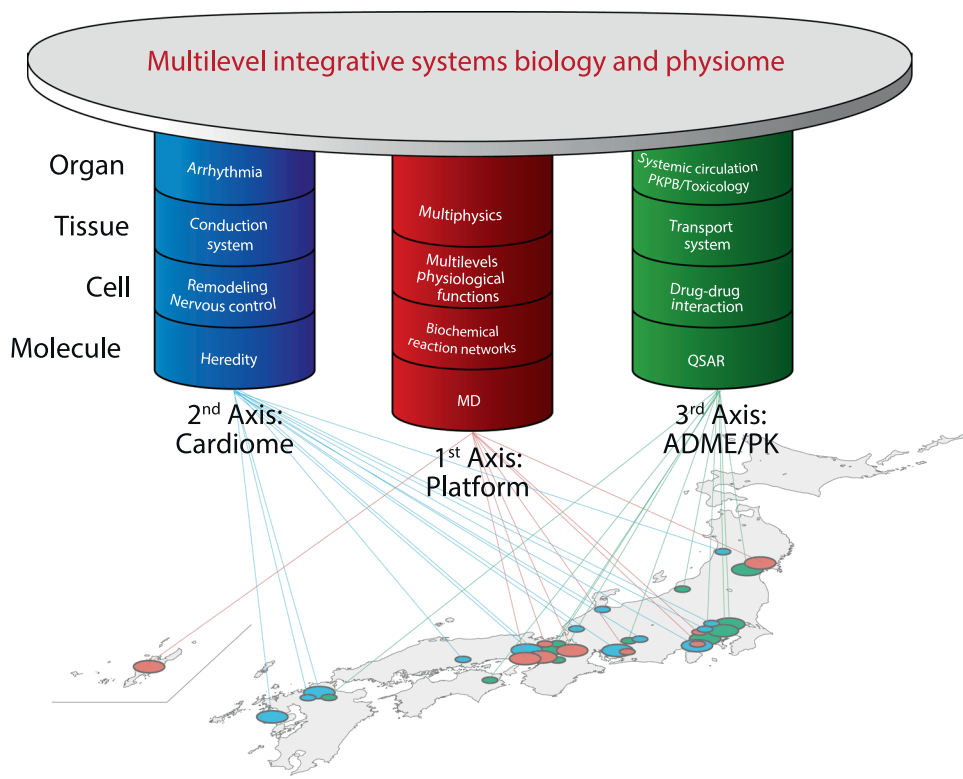 Multilevel integrative systems biology and physiome
Organ
Tissue
Cell
Molecule
Arrhythmia
Conduction
system
Remodeling
Nervous control
Heredity
2nd Axis:
Cardiome
Multiphysics
Multilevels
physiological
functions
Biochemical
reaction networks
MD
1st Axis:
Platform
Systemic circulation
PKPB/Toxicology
Transport
system
Drug-drug
interaction
QSAR
3rd Axis:
ADME/PK